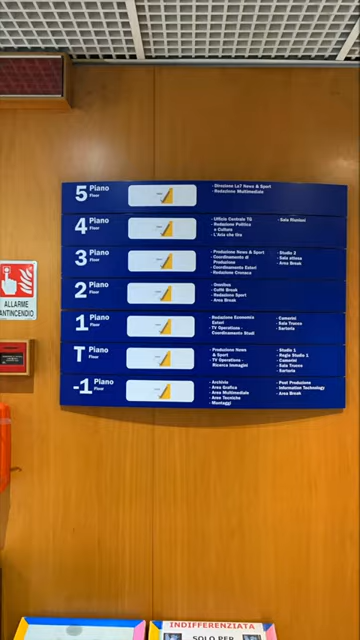 5 Piano
Floor
- Direzione La7 News & Sport
- Redazione Multimediale
4 Piano
Floor
- Ufficio Centrale TG
- Redazione Politica
e Cultura
- L'Aria che tira
- Sala Riunioni
3 Piano
Floor
- Produzione News & Sport
- Coordinamento di
Produzione
- Coordinamento Esteri
- Redazione Cronaca
- Studio 2
- Sala attesa
- Area Break
2 Piano
Floor
- Omnibus
- Coffè Break
- Redazione Sport
- Area Break
1 Piano
Floor
- Redazione Economia
Esteri
- TV Operations -
Coordinamento Studi
- Camerini
- Sala Trucco
- Sartoria
T Piano
Floor
- Produzione News
& Sport
- TV Operations -
Ricerca Immagini
- Studio 1
- Regia Studio 1
- Camerini
- Sala Trucco
- Sartoria
-1 Piano
Floor
- Archivio
- Area Grafica
- Area Multimediale
- Aree Tecniche
- Montaggi
- Post Produzione
- Information Technology
- Area Break
ALLARME
ANTINCENDIO
INDIFFERENZIATA
SOLO PER